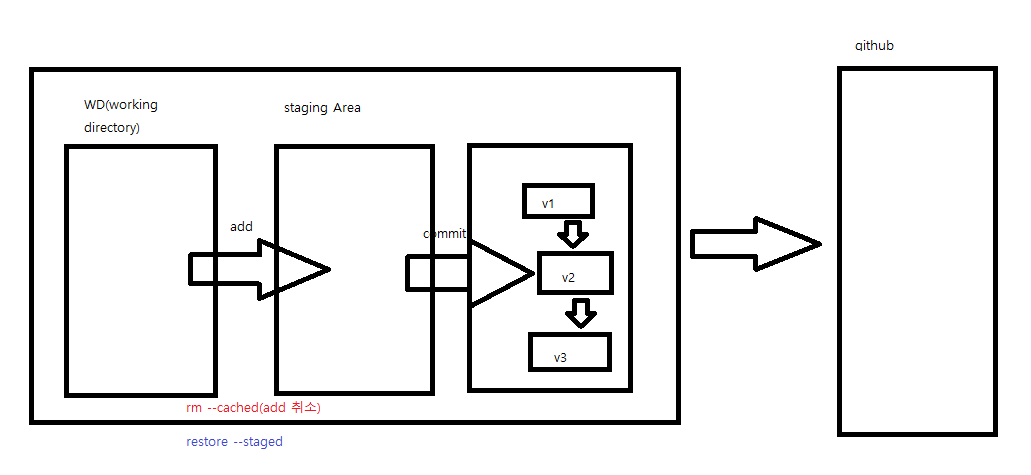 github
WD(working
directory)
staging Area
add
commit
v1
v2
v3
rm --cached(add 취소)
restore --staged